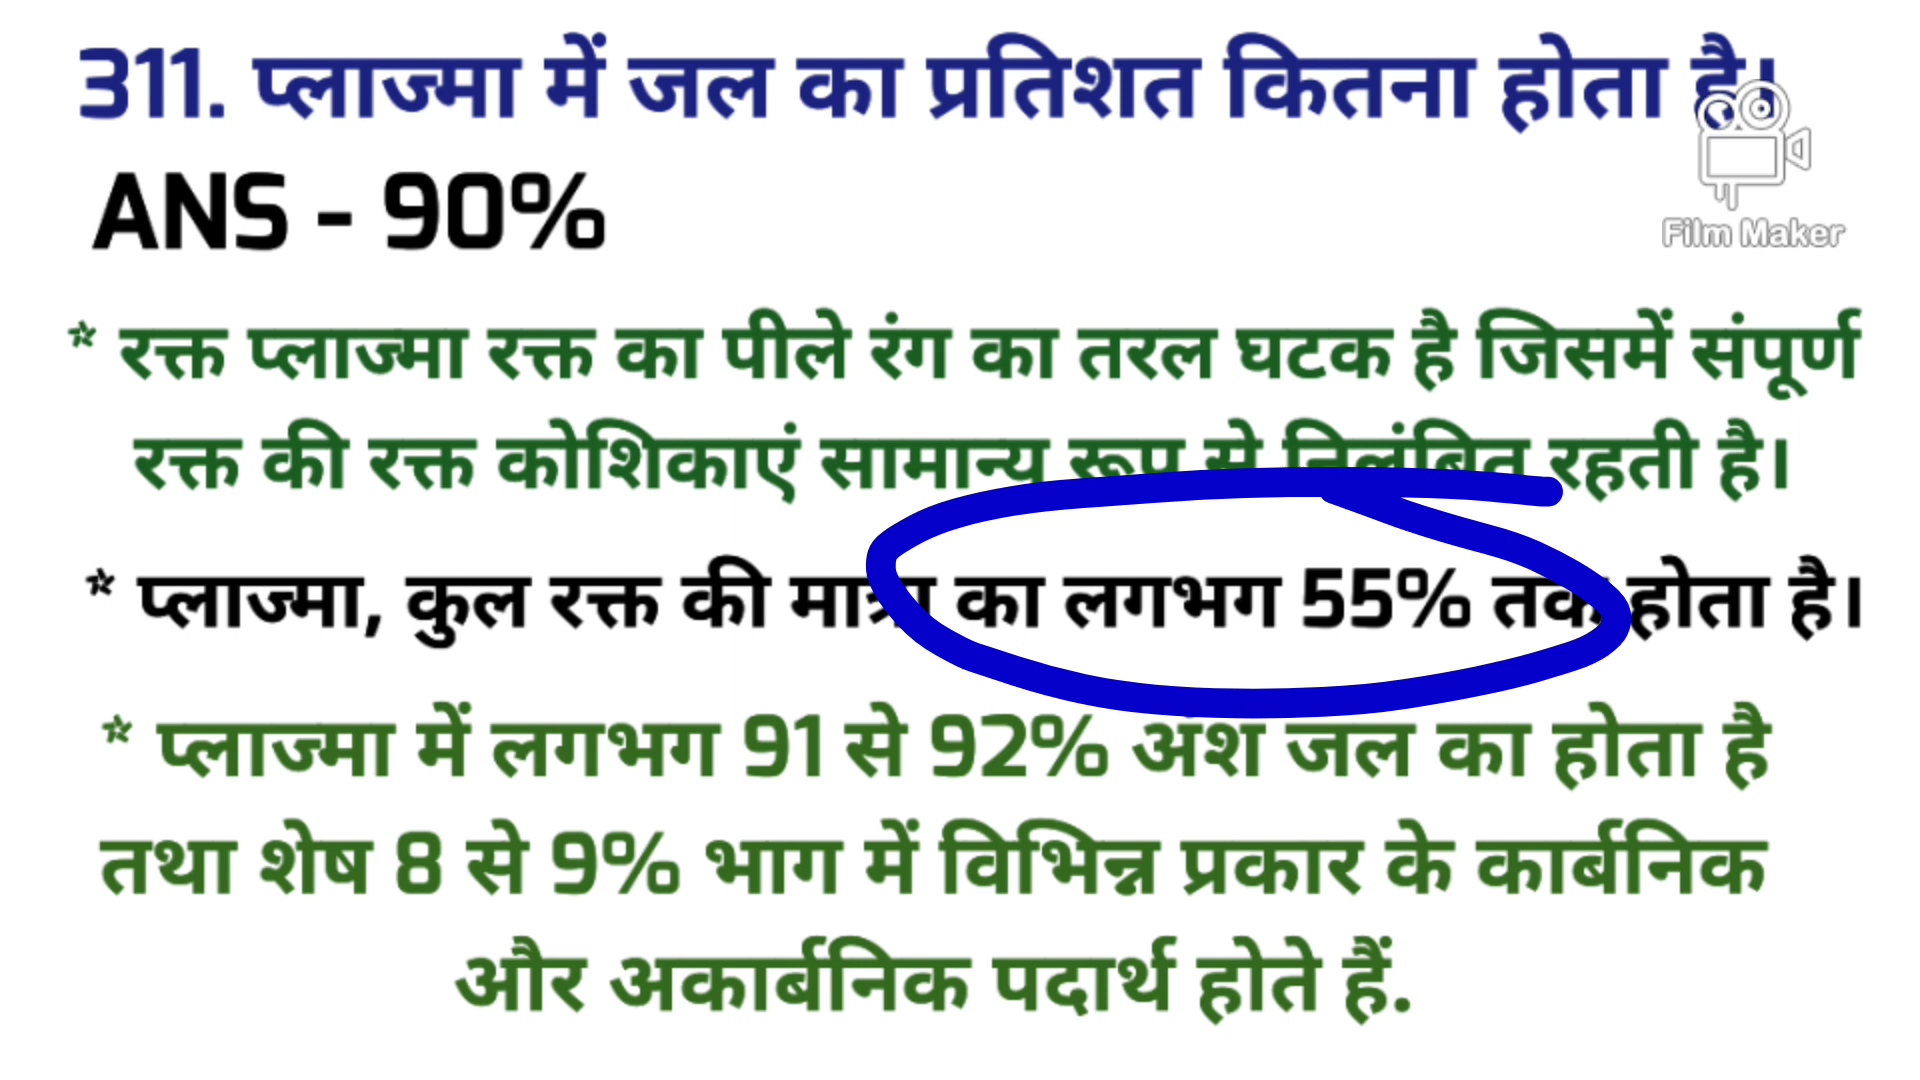 311. प्लाज्मा में जल का प्रतिशत कितना होता है।
ANS - 90%
Film Maker
* रक्त प्लाज्मा रक्त का पीले रंग का तरल घटक है जिसमें संपूर्ण
रक्त की रक्त कोशिकाएं सामान्य रूप से निलंबित रहती है।
* प्लाज्मा, कुल रक्त की मात्रा का लगभग 55% तक होता है।
* प्लाज्मा में लगभग 91 से 92% अंश जल का होता है
तथा शेष 8 से 9% भाग में विभिन्न प्रकार के कार्बनिक
और अकार्बनिक पदार्थ होते हैं.